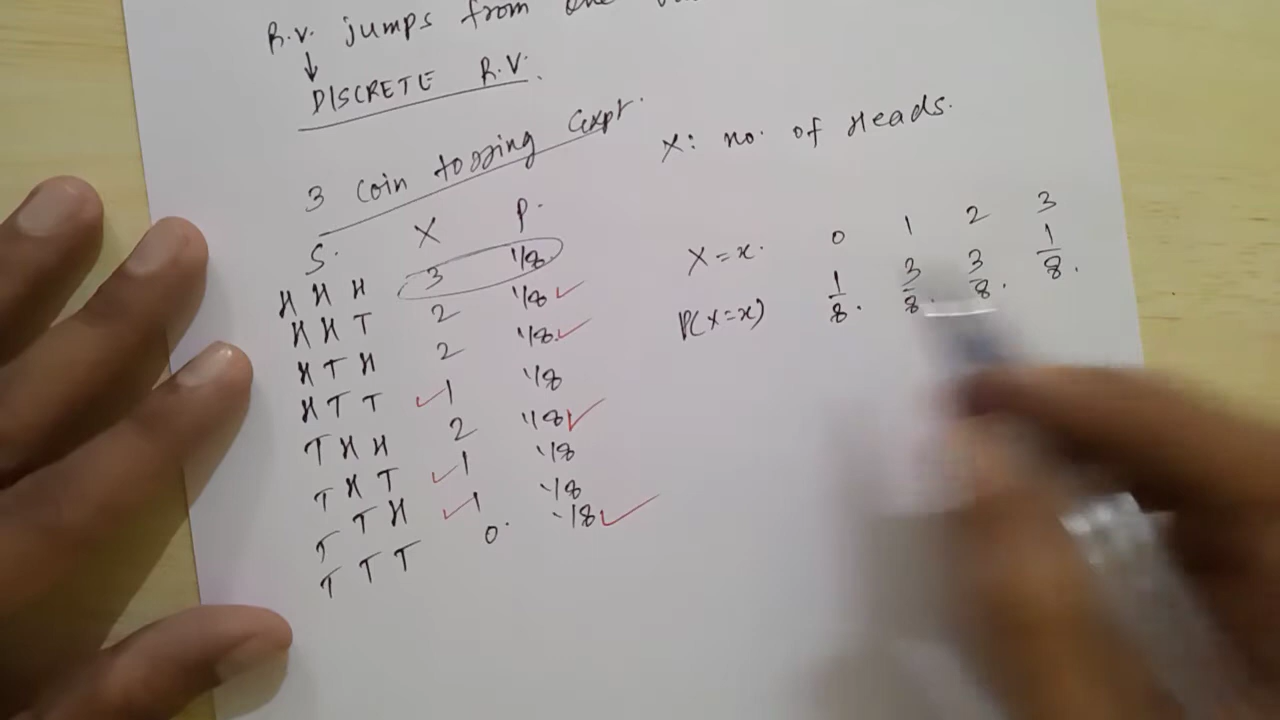 R.V. jumps from one
↓
DISCRETE R.V.
3 coin tossing Expt.
X: no. of Heads.
S. X P.
H H H 3 1/8
H H T 2 1/8 ✓
H T H 2 1/8 ✓
H T T ✓ 1 1/8
T H H 2 1/8 ✓
T H T ✓ 1 1/8
T T H ✓ 1 1/8
T T T 0. 1/8 ✓
X=x. 0 1 2 3
P(X=x) 1/8. 3/8. 3/8. 1/8.